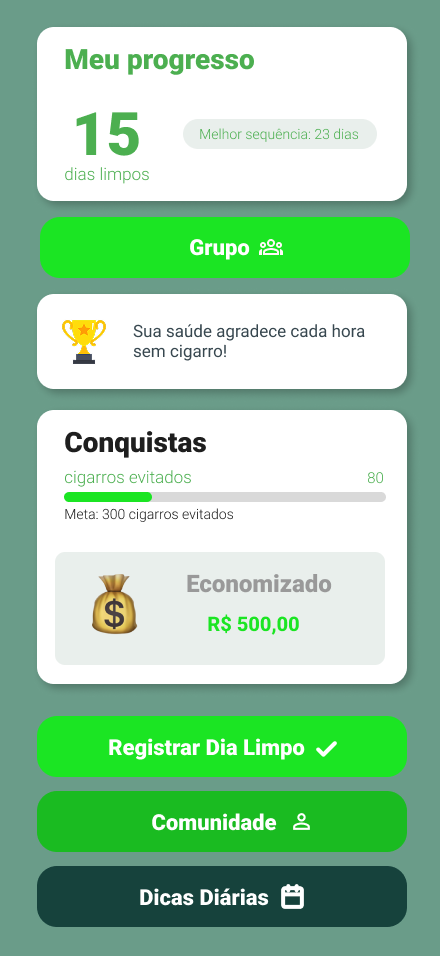 Meu progresso
15
dias limpos
Melhor sequência: 23 dias
Grupo
Sua saúde agradece cada hora
sem cigarro!
Conquistas
cigarros evitados 80
Meta: 300 cigarros evitados
$
Economizado
R$ 500,00
Registrar Dia Limpo
Comunidade
Dicas Diárias